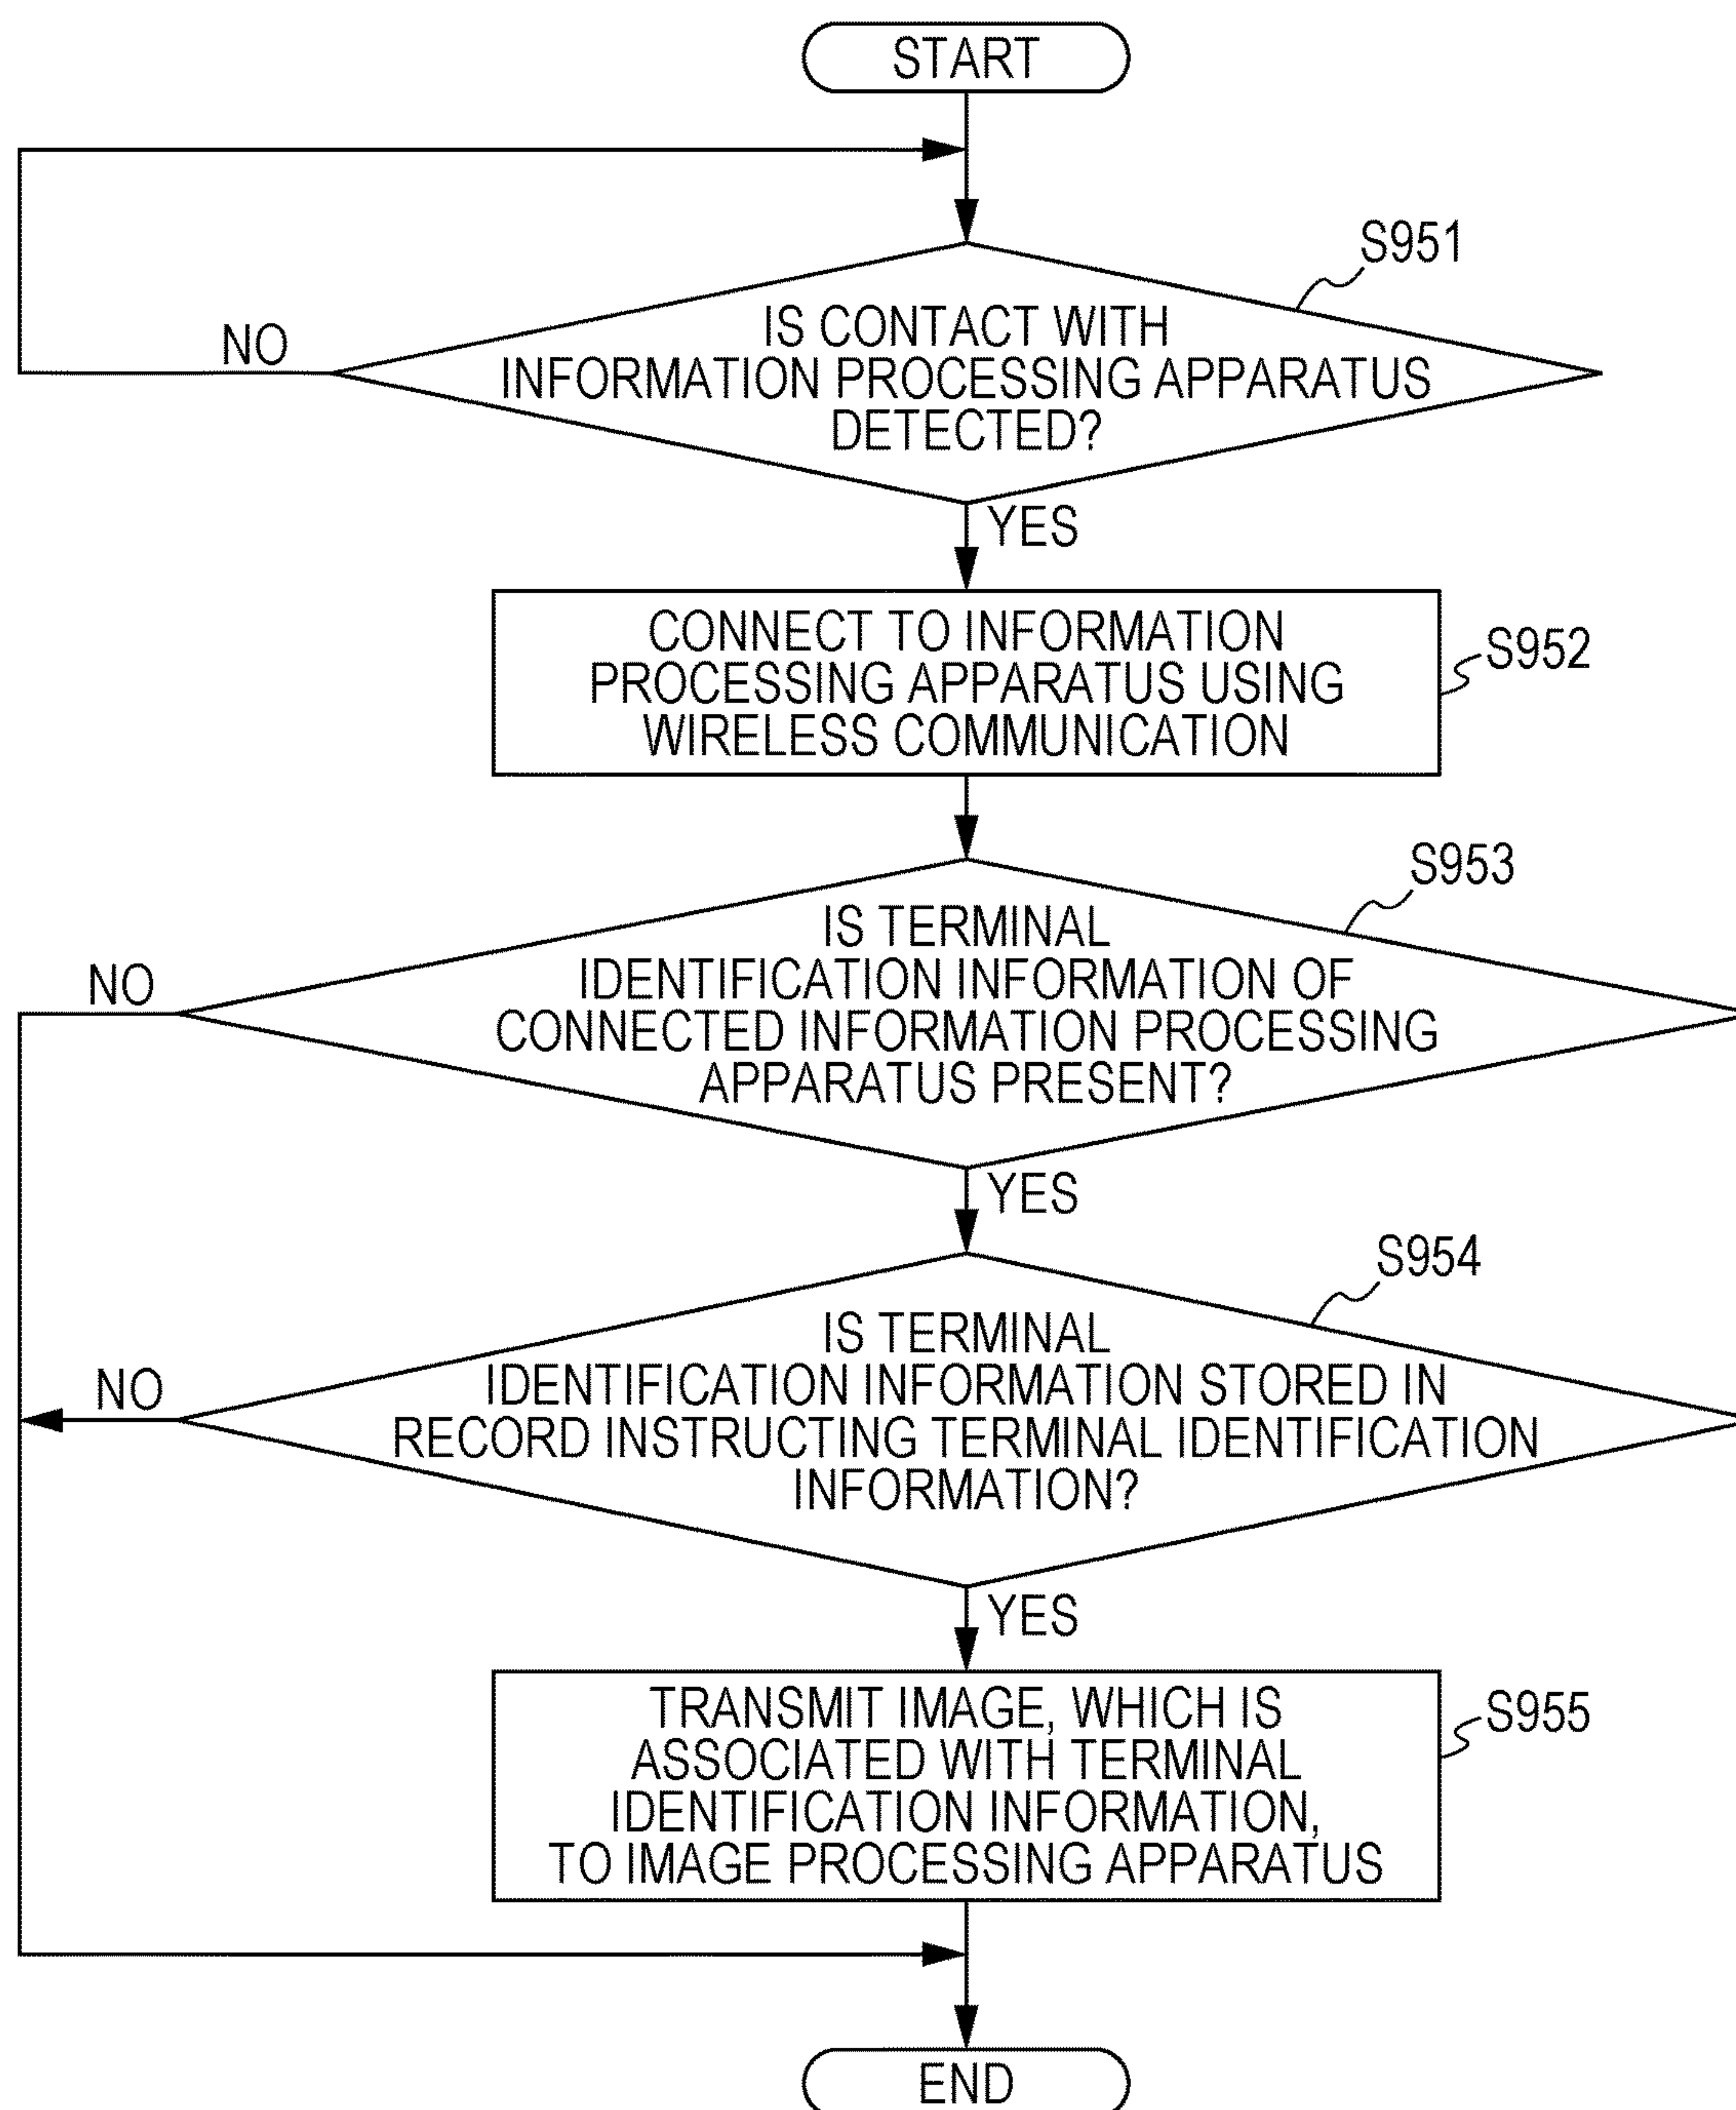 START
S951
IS CONTACT WITH
INFORMATION PROCESSING APPARATUS
DETECTED?
NO
YES
CONNECT TO INFORMATION
PROCESSING APPARATUS USING
WIRELESS COMMUNICATION
S952
S953
IS TERMINAL
IDENTIFICATION INFORMATION OF
CONNECTED INFORMATION PROCESSING
APPARATUS PRESENT?
NO
YES
S954
IS TERMINAL
IDENTIFICATION INFORMATION STORED IN
RECORD INSTRUCTING TERMINAL IDENTIFICATION
INFORMATION?
NO
YES
TRANSMIT IMAGE, WHICH IS
ASSOCIATED WITH TERMINAL
IDENTIFICATION INFORMATION,
TO IMAGE PROCESSING APPARATUS
S955
END